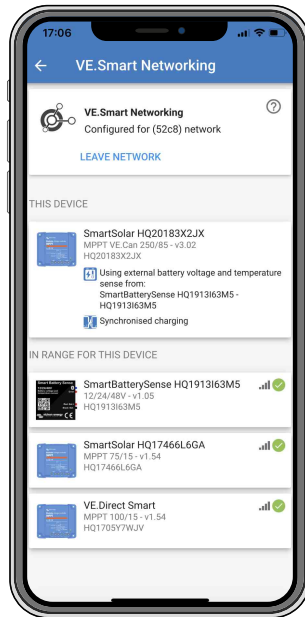 17:06
VE.Smart Networking
VE.Smart Networking
Configured for (52c8) network
LEAVE NETWORK
THIS DEVICE
SmartSolar HQ20183X2JX
MPPT VE.Can 250/85 - v3.02
HQ20183X2JX
Using external battery voltage and temperature
sense from:
SmartBatterySense HQ1913I63M5 -
HQ1913I63M5
Synchronised charging
IN RANGE FOR THIS DEVICE
Smart Battery Sense
SmartBatterySense HQ1913I63M5
12/24/48V - v1.05
HQ1913I63M5
SmartSolar HQ17466L6GA
MPPT 75/15 - v1.54
HQ17466L6GA
VE.Direct Smart
MPPT 100/15 - v1.54
HQ1705Y7WJV